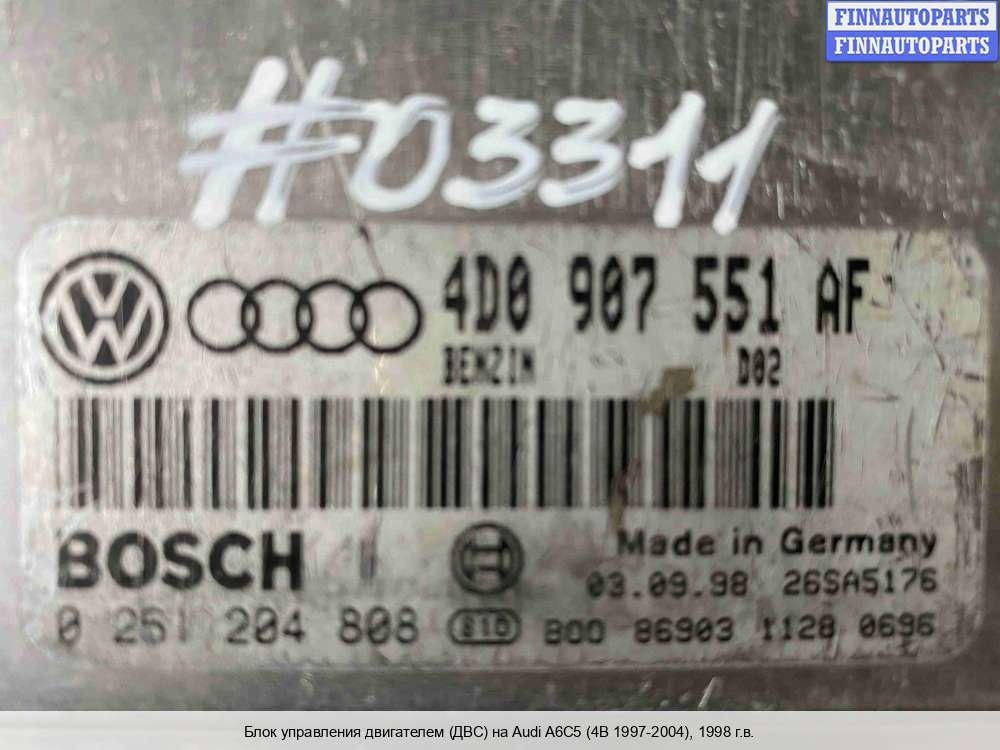 FINNAUTOPARTS
FINNAUTOPARTS
#03311
4D0 907 551 AF
BENZIN D02
BOSCH
Made in Germany
03.09.98 26SA5176
0 261 204 808 B00 86903 1128 0696
Блок управления двигателем (ДВС) на Audi A6C5 (4B 1997-2004), 1998 г.в.